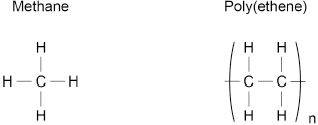 Methane Poly(ethene)
H H H
H — C — H — C — C —
H H H
n